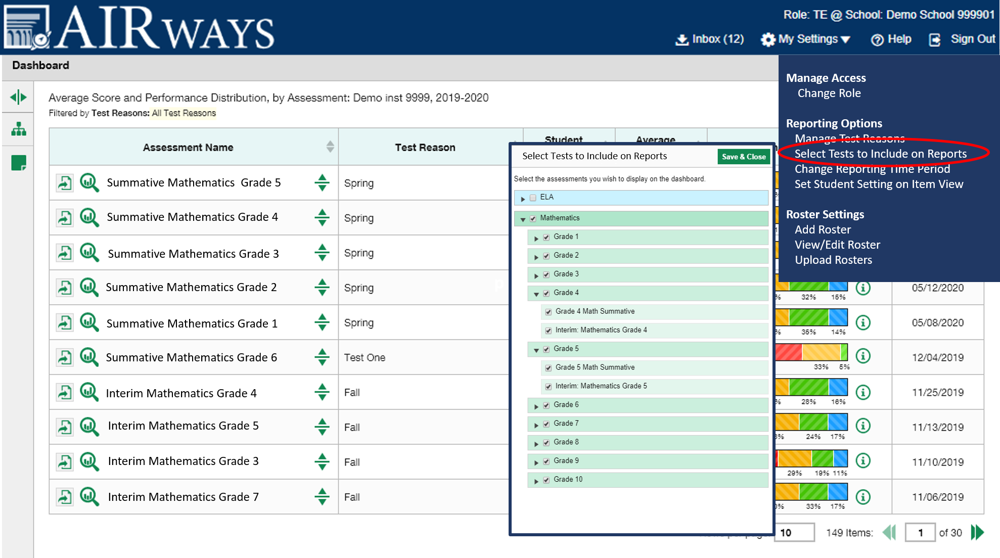 AIRWAYS
Role: TE @ School: Demo School 999901
Inbox (12) My Settings Help Sign Out
Dashboard
Average Score and Performance Distribution, by Assessment: Demo inst 9999, 2019-2020
Filtered by Test Reasons: All Test Reasons
Assessment Name Test Reason Student Average
Summative Mathematics Grade 5 Spring
Summative Mathematics Grade 4 Spring
Summative Mathematics Grade 3 Spring
Summative Mathematics Grade 2 Spring
32% 15% 05/12/2020
Summative Mathematics Grade 1 Spring
35% 14% 05/08/2020
Summative Mathematics Grade 6 Test One
33% 5% 12/04/2019
Interim Mathematics Grade 4 Fall
28% 16% 11/25/2019
Interim Mathematics Grade 5 Fall
24% 17% 11/13/2019
Interim Mathematics Grade 3 Fall
29% 19% 11% 11/10/2019
Interim Mathematics Grade 7 Fall
33% 17% 11/06/2019
10 149 Items: 1 of 30
Select Tests to Include on Reports Save & Close
Select the assessments you wish to display on the dashboard.
ELA
Mathematics
Grade 1
Grade 2
Grade 3
Grade 4
Grade 4 Math Summative
Interim: Mathematics Grade 4
Grade 5
Grade 5 Math Summative
Interim: Mathematics Grade 5
Grade 6
Grade 7
Grade 8
Grade 9
Grade 10
Manage Access
Change Role
Reporting Options
Manage Test Reasons
Select Tests to Include on Reports
Change Reporting Time Period
Set Student Setting on Item View
Roster Settings
Add Roster
View/Edit Roster
Upload Rosters